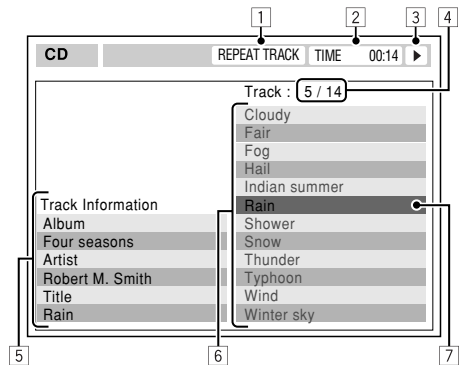 1 2 3 4
CD REPEAT TRACK TIME 00:14
Track : 5 / 14
Cloudy
Fair
Fog
Hail
Indian summer
Rain
Shower
Snow
Thunder
Typhoon
Wind
Winter sky
Track Information
Album
Four seasons
Artist
Robert M. Smith
Title
Rain
5 6 7